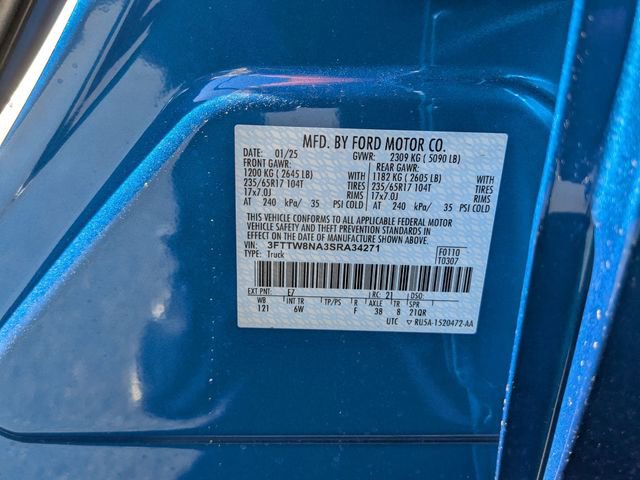 MFD. BY FORD MOTOR CO.
DATE: 01/25 GVWR: 2309 KG ( 5090 LB)
FRONT GAWR: REAR GAWR:
1200 KG ( 2645 LB) WITH 1182 KG ( 2605 LB) WITH
235/65R17 104T TIRES 235/65R17 104T TIRES
17x7.0J RIMS 17x7.0J RIMS
AT 240 kPa/ 35 PSI COLD AT 240 kPa/ 35 PSI COLD
THIS VEHICLE CONFORMS TO ALL APPLICABLE FEDERAL MOTOR
VEHICLE SAFETY AND THEFT PREVENTION STANDARDS IN EFFECT ON
THE DATE OF MANUFACTURE SHOWN ABOVE.
VIN: 3FTTW8NA3SRA34271 F0110
TYPE: Truck T0307
EXT PNT: E7 RC: 21 DSO:
WB INT TR TP/PS R AXLE TR SPR
121 6W F 38 8 21QR
UTC RU5A-1520472-AA